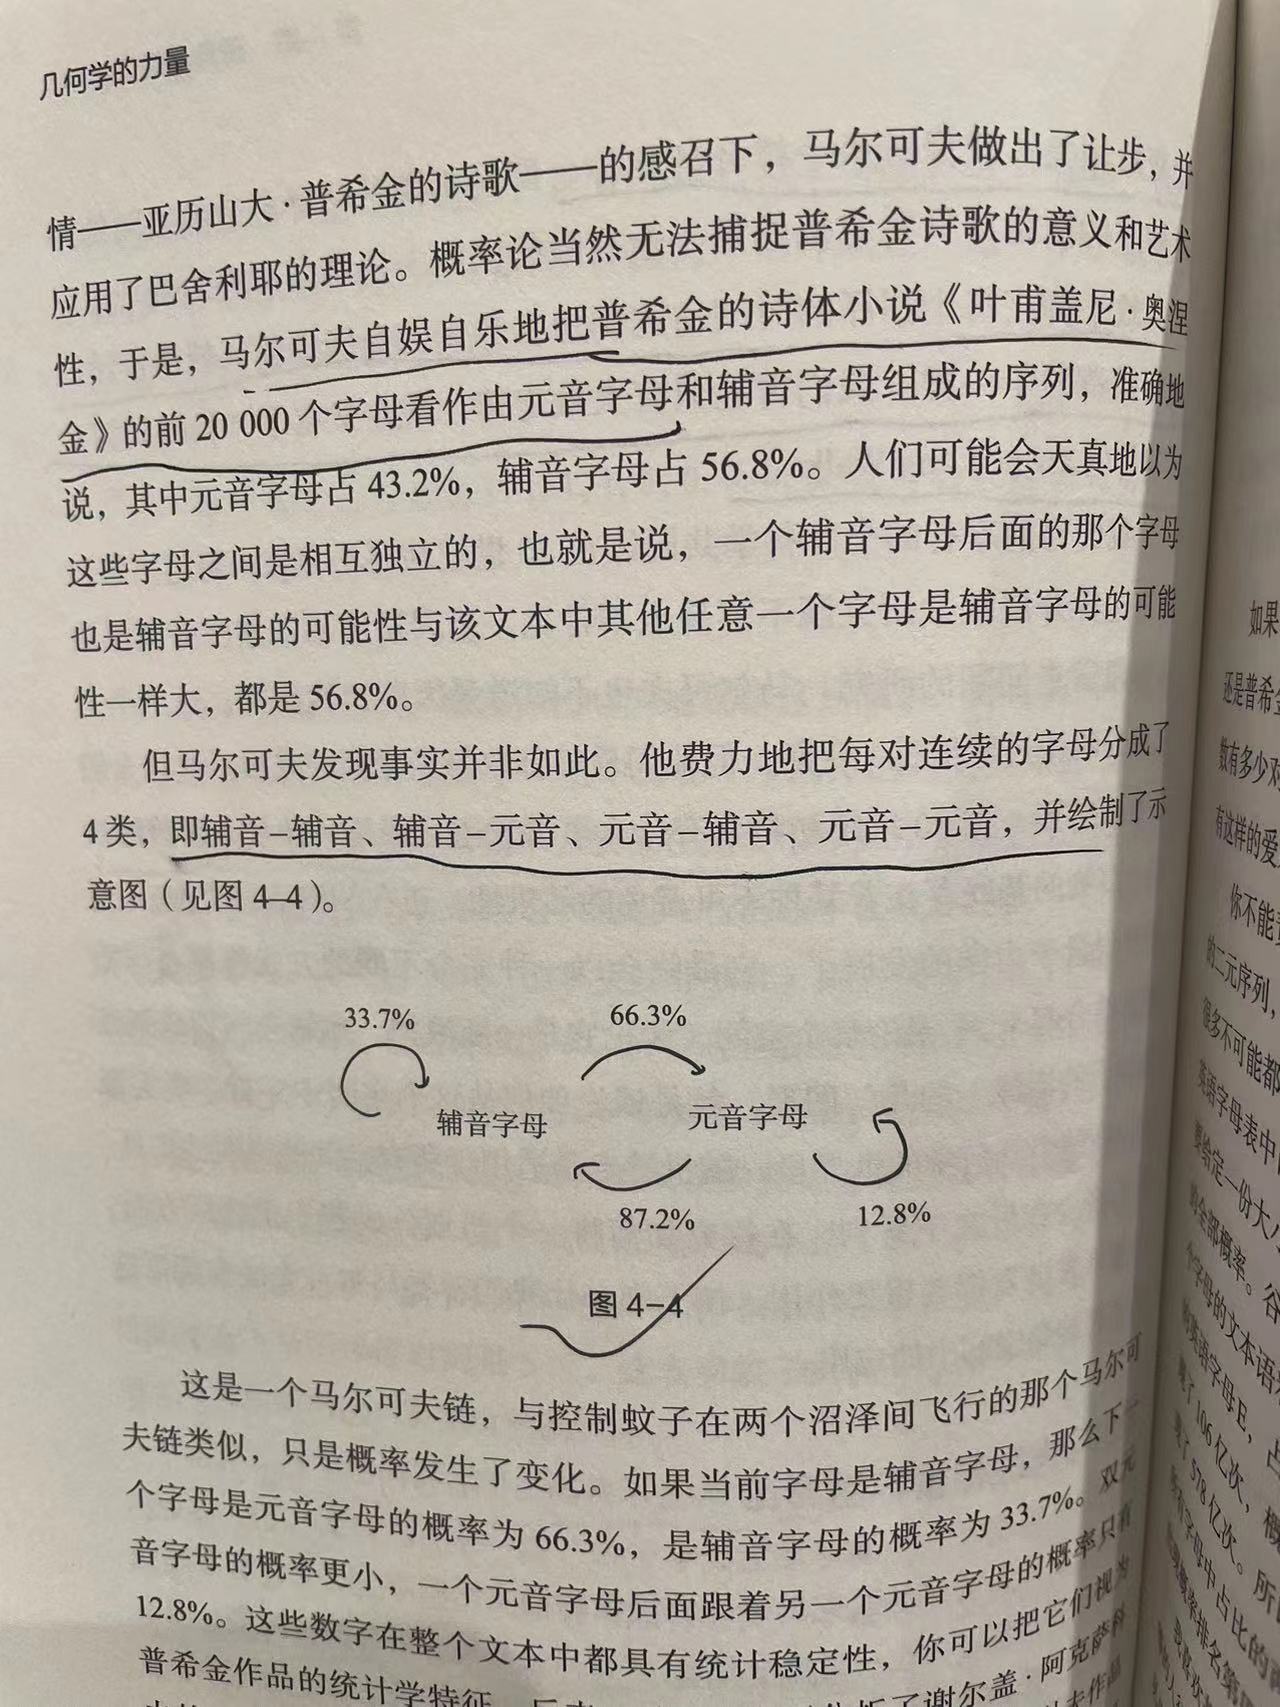 几何学的力量
情——亚历山大·普希金的诗歌——的感召下，马尔可夫做出了让步，并
应用了巴舍利耶的理论。概率论当然无法捕捉普希金诗歌的意义和艺术
性，于是，马尔可夫自娱自乐地把普希金的诗体小说《叶甫盖尼·奥涅
金》的前 20 000 个字母看作由元音字母和辅音字母组成的序列，准确地
说，其中元音字母占 43.2%，辅音字母占 56.8%。人们可能会天真地以为
这些字母之间是相互独立的，也就是说，一个辅音字母后面的那个字母
也是辅音字母的可能性与该文本中其他任意一个字母是辅音字母的可能
性一样大，都是 56.8%。
但马尔可夫发现事实并非如此。他费力地把每对连续的字母分成了
4 类，即辅音–辅音、辅音–元音、元音–辅音、元音–元音，并绘制了示
意图（见图 4–4）。
33.7%
66.3%
辅音字母
元音字母
87.2%
12.8%
图 4–4
这是一个马尔可夫链，与控制蚊子在两个沼泽间飞行的那个马尔可
夫链类似，只是概率发生了变化。如果当前字母是辅音字母，那么下一
个字母是元音字母的概率为 66.3%，是辅音字母的概率为 33.7%。双元
音字母的概率更小，一个元音字母后面跟着另一个元音字母的概率只有
12.8%。这些数字在整个文本中都具有统计稳定性，你可以把它们视为
普希金作品的统计学特征
谢尔盖·阿克萨科
如果
还是普希金
数有多少对
有这样的爱
你不能
的二元序列，
很多不可能都
英语字母表中
要给定一份大
的全部概率。谷
个字母的文本语
的英语字母E，占
了 106 亿次，概
了 578 亿次。所
字母中占比的